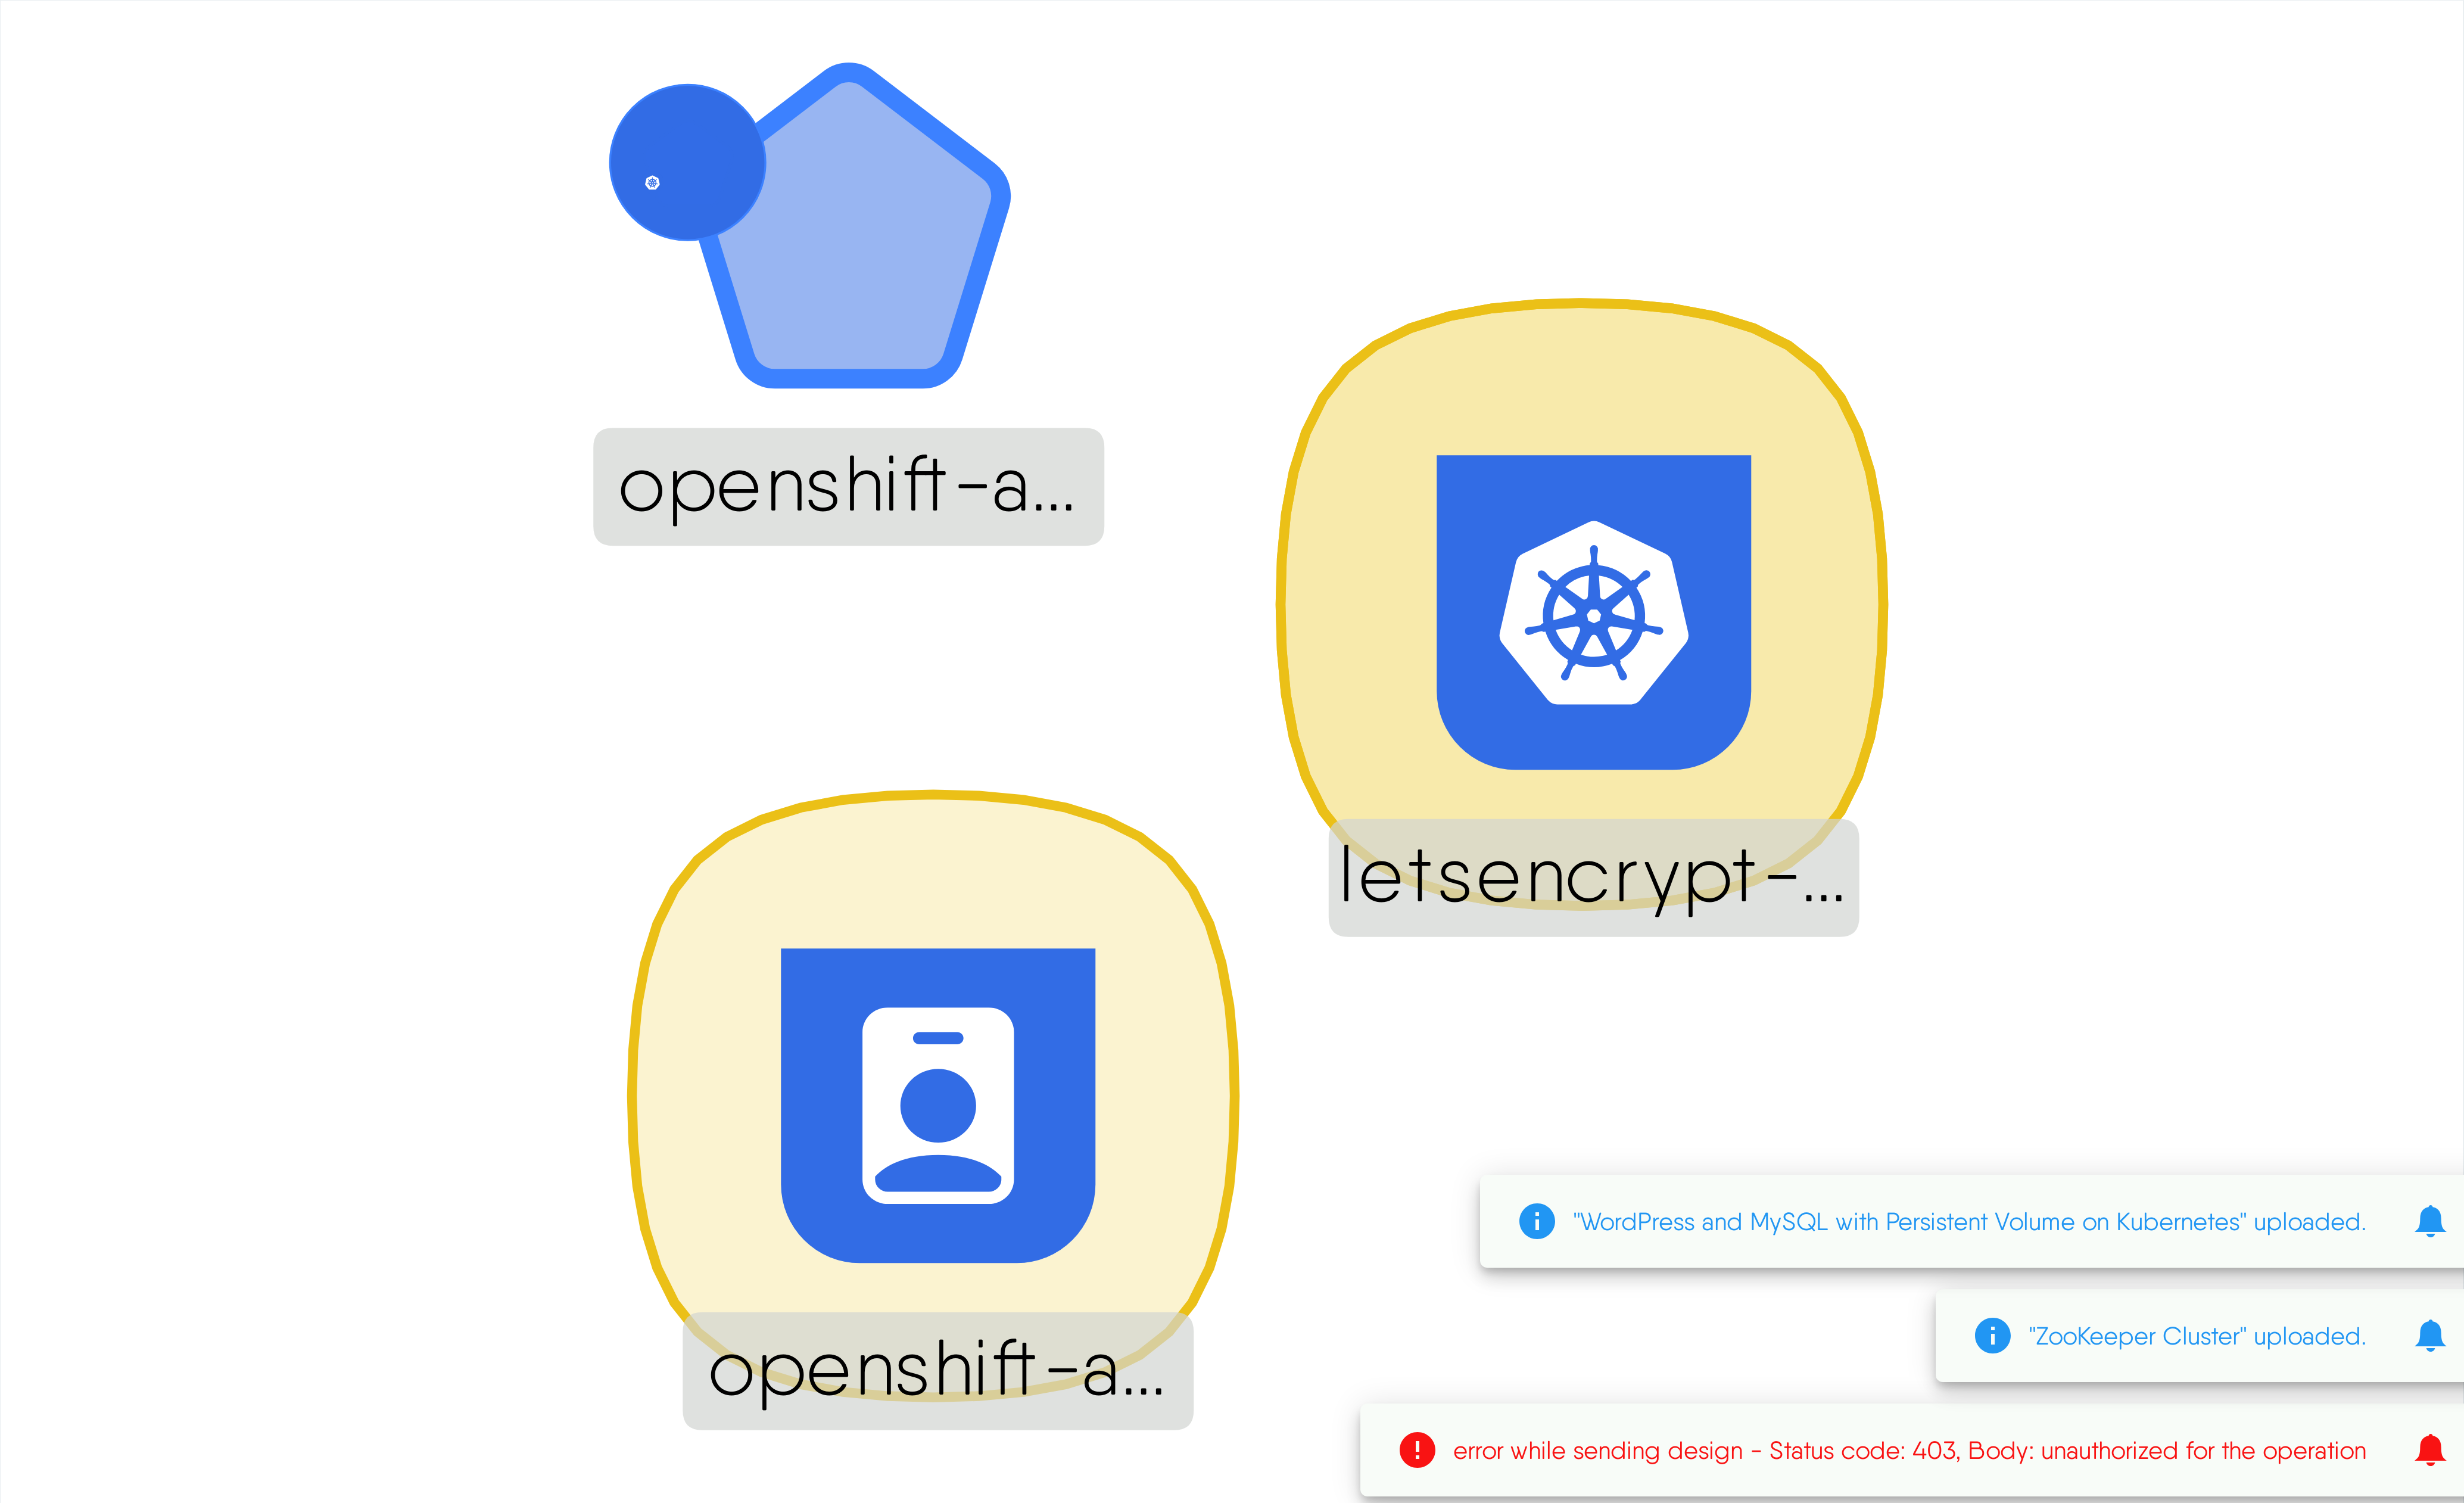 openshift-a...
letsencrypt-...
openshift-a...
"WordPress and MySQL with Persistent Volume on Kubernetes" uploaded.
"ZooKeeper Cluster" uploaded.
error while sending design - Status code: 403, Body: unauthorized for the operation